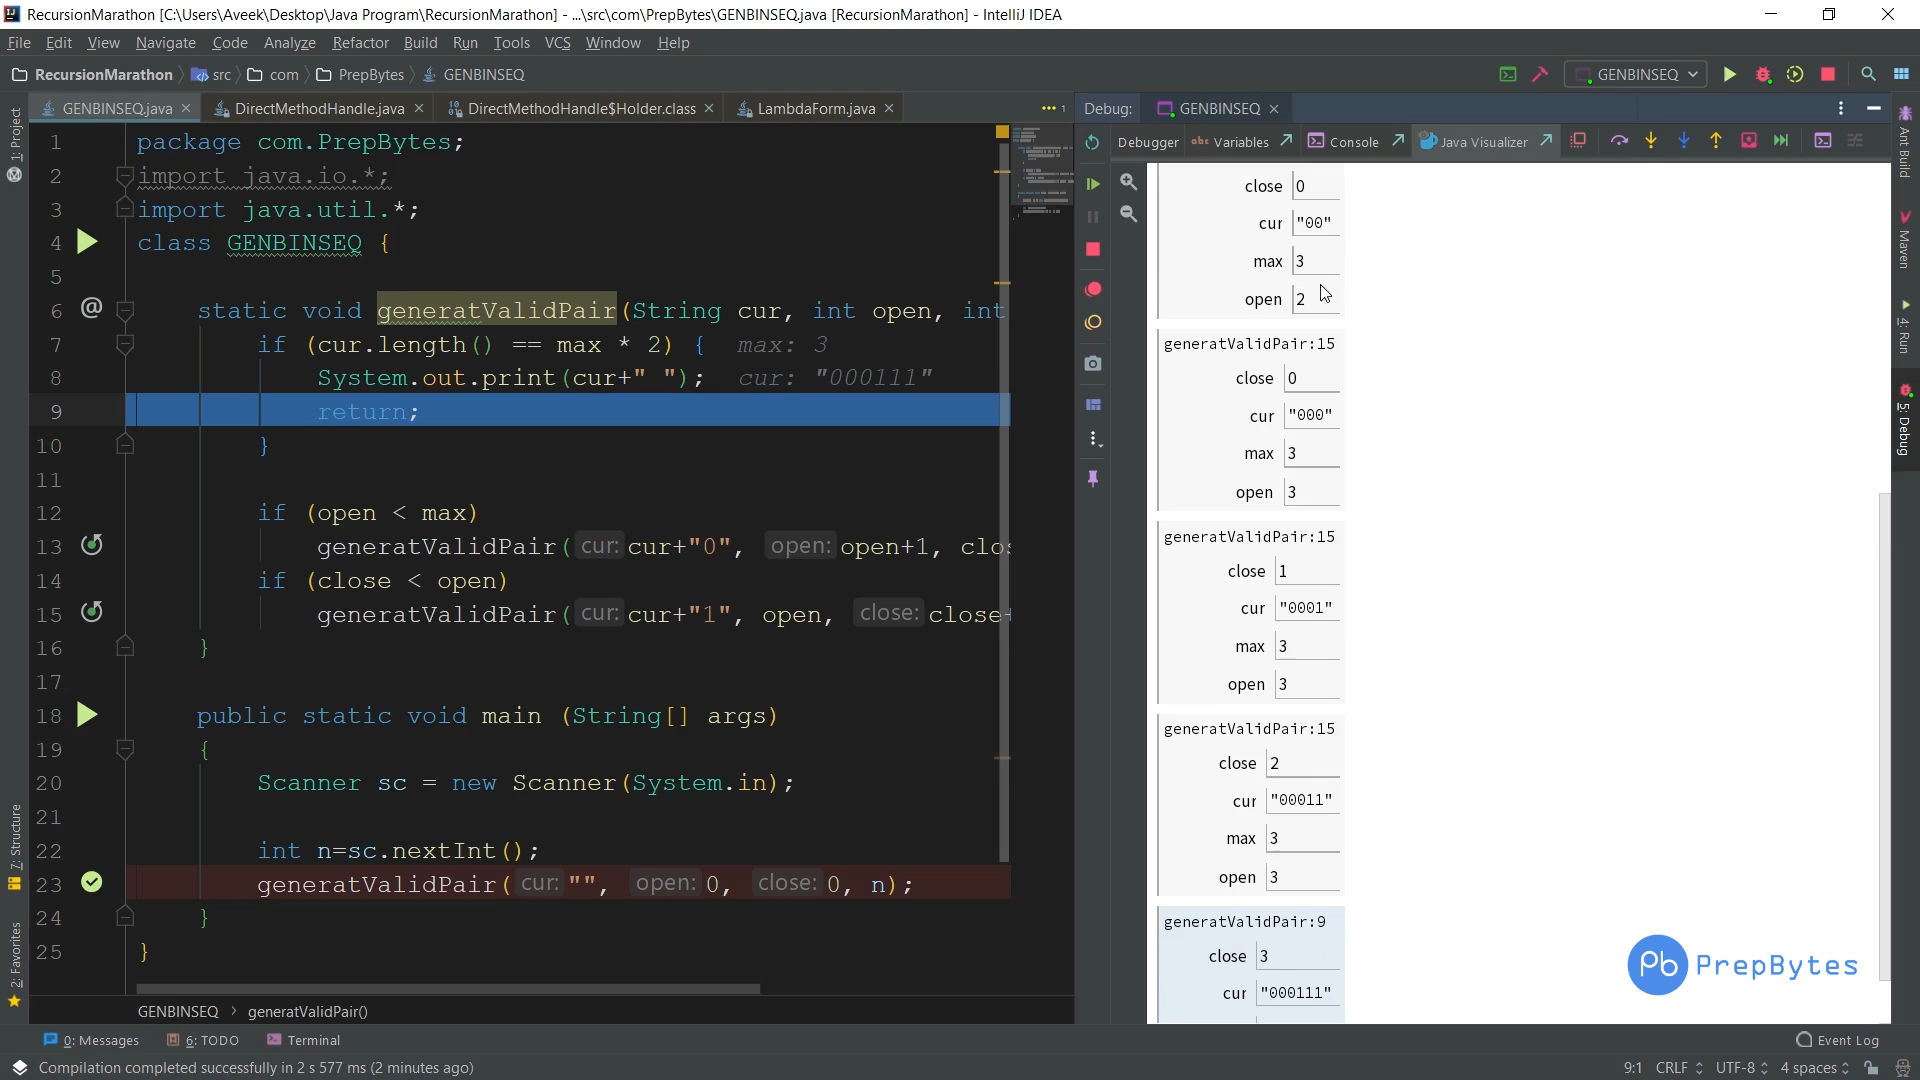 RecursionMarathon [C:\Users\Aveek\Desktop\Java Program\RecursionMarathon] - ...\src\com\PrepBytes\GENBINSEQ.java [RecursionMarathon] - IntelliJ IDEA
File Edit View Navigate Code Analyze Refactor Build Run Tools VCS Window Help
RecursionMarathon src com PrepBytes GENBINSEQ
GENBINSEQ
GENBINSEQ.java DirectMethodHandle.java DirectMethodHandle$Holder.class LambdaForm.java 1
1 package com.PrepBytes;
2 import java.io.*;
3 import java.util.*;
4 class GENBINSEQ {
5
6 static void generatValidPair(String cur, int open, int
7 if (cur.length() == max * 2) { max: 3
8 System.out.print(cur+" "); cur: "000111"
9 return;
10 }
11
12 if (open < max)
13 generatValidPair( cur: cur+"0", open: open+1, clo
14 if (close < open)
15 generatValidPair( cur: cur+"1", open, close: close+
16 }
17
18 public static void main (String[] args)
19 {
20 Scanner sc = new Scanner(System.in);
21
22 int n=sc.nextInt();
23 generatValidPair( cur: "", open: 0, close: 0, n);
24 }
25 }
GENBINSEQ > generatValidPair()
Debug: GENBINSEQ
Debugger Variables Console Java Visualizer
close 0
cur "00"
max 3
open 2
generatValidPair:15
close 0
cur "000"
max 3
open 3
generatValidPair:15
close 1
cur "0001"
max 3
open 3
generatValidPair:15
close 2
cur "00011"
max 3
open 3
generatValidPair:9
close 3
cur "000111"
Pb PrepBytes
1: Project
7: Structure
2: Favorites
Ant Build
Maven
4: Run
5: Debug
0: Messages 6: TODO Terminal
Event Log
Compilation completed successfully in 2 s 577 ms (2 minutes ago)
9:1 CRLF UTF-8 4 spaces